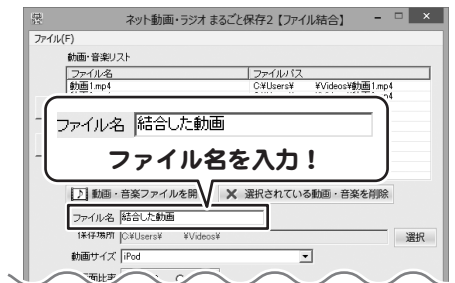 ネット動画・ラジオ まるごと保存2 【ファイル結合】
ファイル(F)
動画・音楽リスト
ファイル名 ファイルパス
動画1.mp4 C:¥Users¥ ¥Videos¥動画1.mp4
ファイル名 結合した動画
ファイル名を入力！
動画・音楽ファイルを開 選択されている動画・音楽を削除
ファイル名 結合した動画
保存場所 C:¥Users¥ ¥Videos¥ 選択
動画サイズ iPod
画面比率